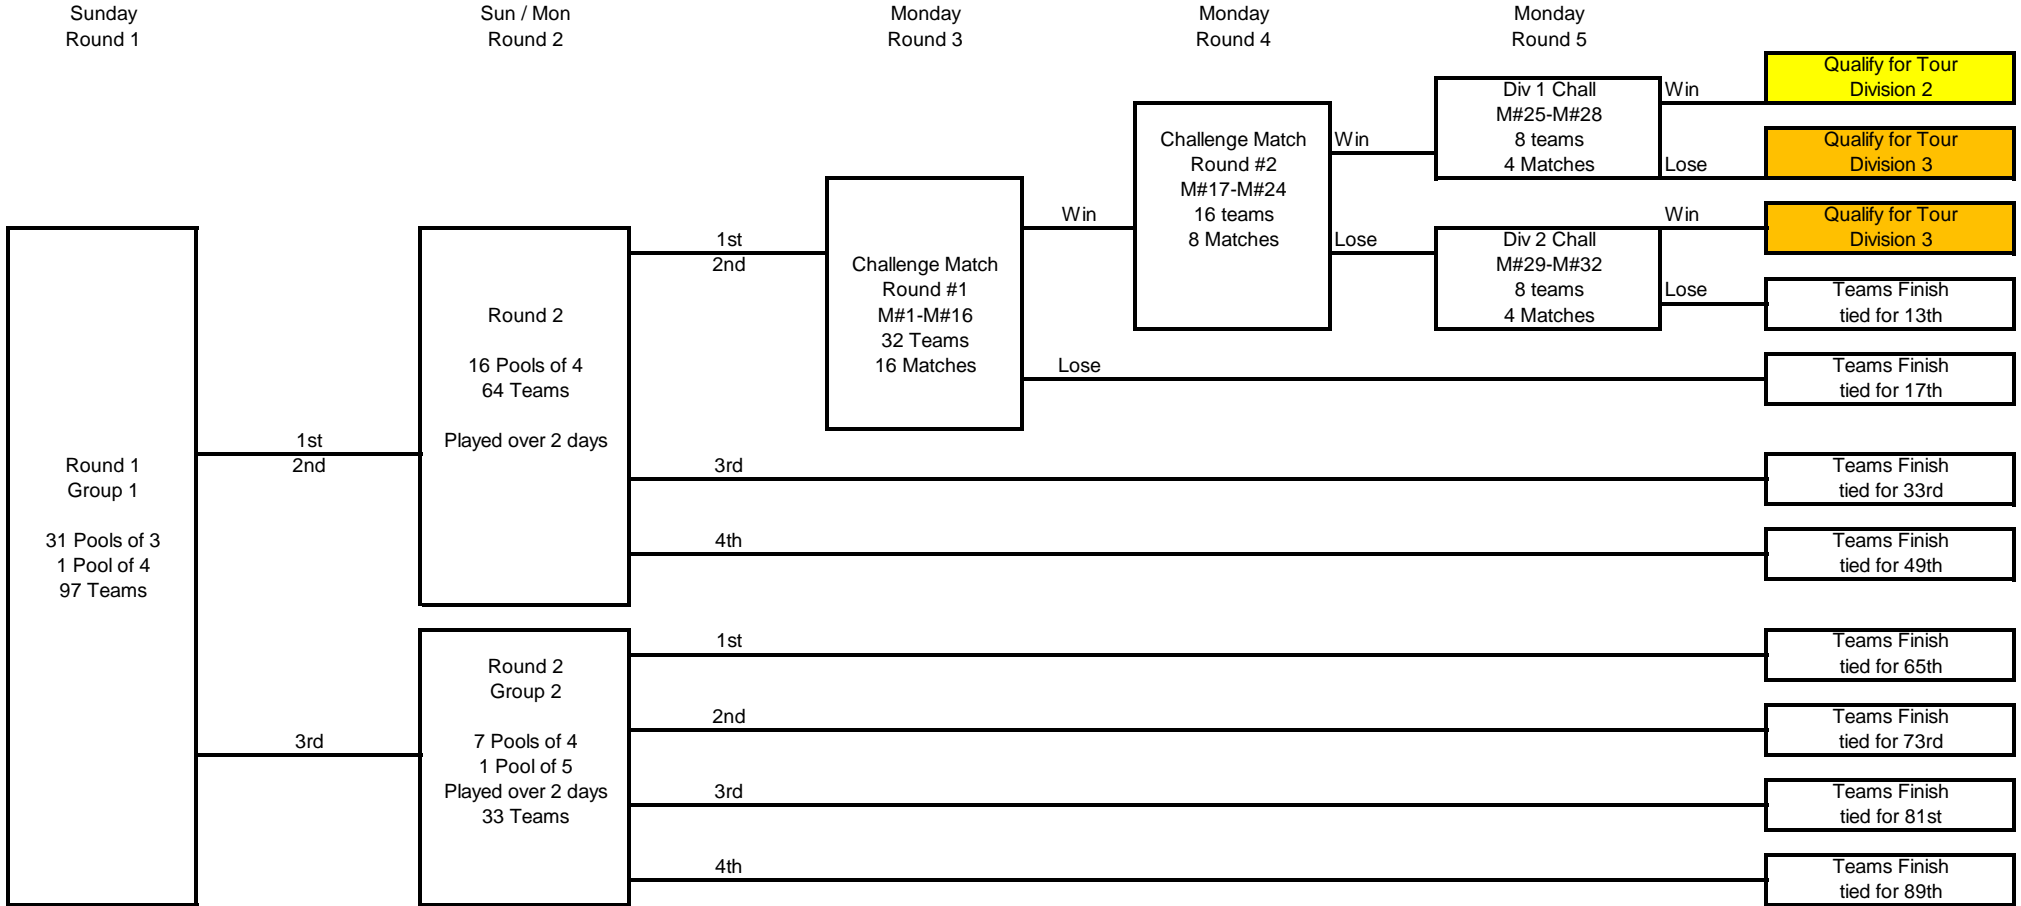 Sunday
Round 1
Sun / Mon
Round 2
Monday
Round 3
Monday
Round 4
Monday
Round 5
Round 1
Group 1
31 Pools of 3
1 Pool of 4
97 Teams
1st
2nd
3rd
Round 2
16 Pools of 4
64 Teams
Played over 2 days
Round 2
Group 2
7 Pools of 4
1 Pool of 5
Played over 2 days
33 Teams
1st
2nd
3rd
4th
1st
2nd
3rd
4th
Challenge Match
Round #1
M#1-M#16
32 Teams
16 Matches
Win
Lose
Challenge Match
Round #2
M#17-M#24
16 teams
8 Matches
Win
Lose
Div 1 Chall
M#25-M#28
8 teams
4 Matches
Win
Lose
Div 2 Chall
M#29-M#32
8 teams
4 Matches
Win
Lose
Qualify for Tour
Division 2
Qualify for Tour
Division 3
Qualify for Tour
Division 3
Teams Finish
tied for 13th
Teams Finish
tied for 17th
Teams Finish
tied for 33rd
Teams Finish
tied for 49th
Teams Finish
tied for 65th
Teams Finish
tied for 73rd
Teams Finish
tied for 81st
Teams Finish
tied for 89th